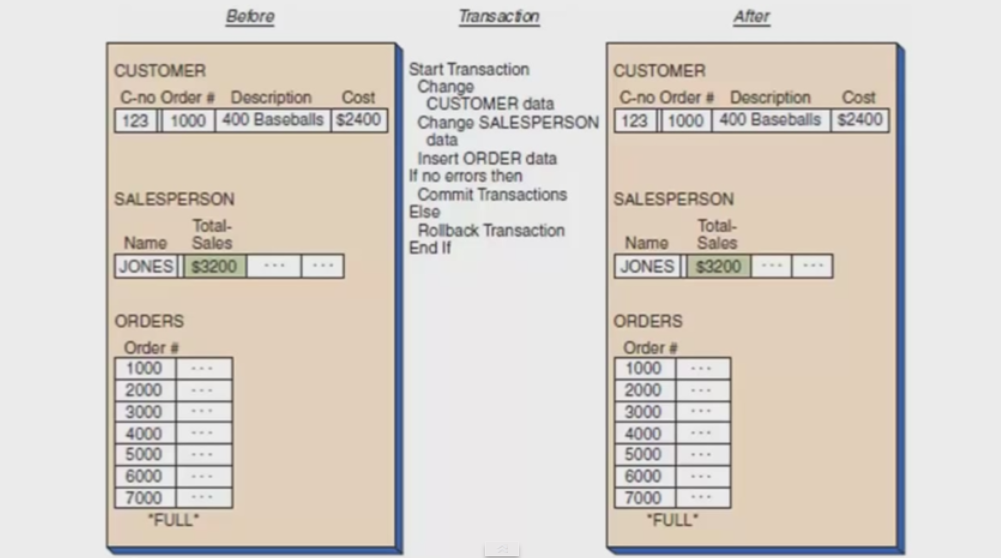 Before
Transaction
After
CUSTOMER
C-no Order # Description Cost
123 1000 400 Baseballs $2400
SALESPERSON
Total-
Name Sales
JONES $3200 --- ---
ORDERS
Order #
1000 ---
2000 ---
3000 ---
4000 ---
5000 ---
6000 ---
7000 ---
"FULL"
Start Transaction
Change
CUSTOMER data
Change SALESPERSON
data
Insert ORDER data
If no errors then
Commit Transactions
Else
Rollback Transaction
End If
CUSTOMER
C-no Order # Description Cost
123 1000 400 Baseballs $2400
SALESPERSON
Total-
Name Sales
JONES $3200 --- ---
ORDERS
Order #
1000 ---
2000 ---
3000 ---
4000 ---
5000 ---
6000 ---
7000 ---
"FULL"